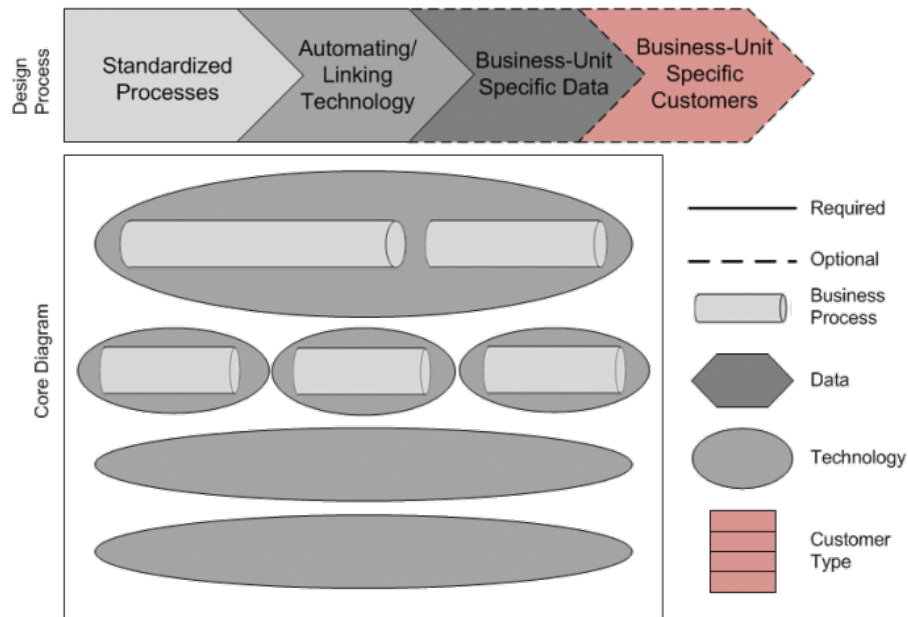 Design
Process
Standardized
Processes
Automating/
Linking
Technology
Business-Unit
Specific Data
Business-Unit
Specific
Customers
Core Diagram
Required
Optional
Business
Process
Data
Technology
Customer
Type